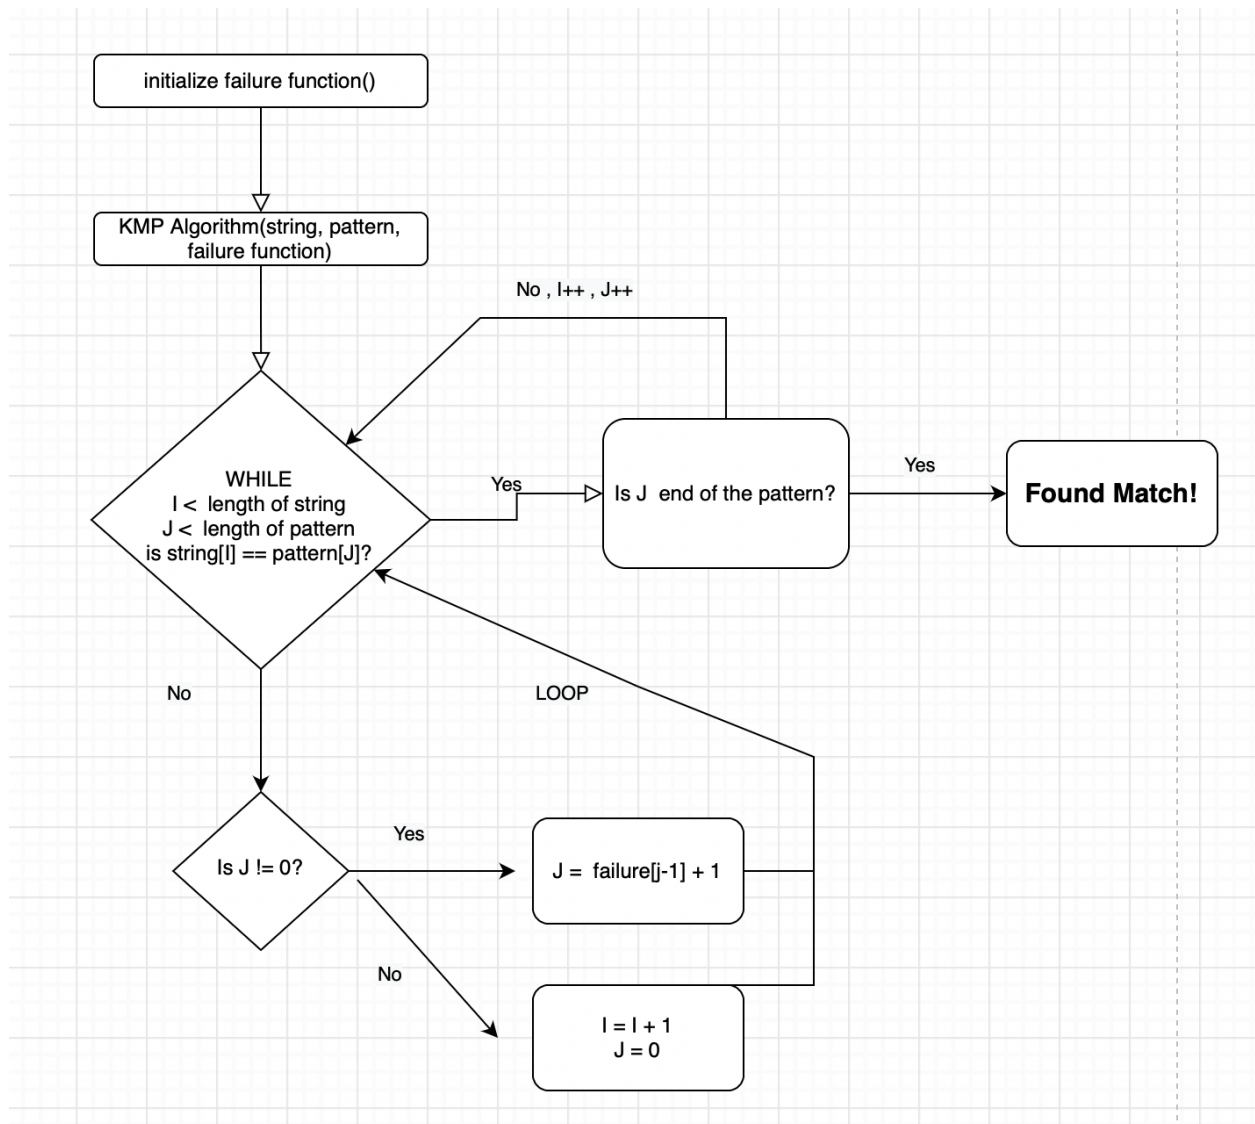 initialize failure function()
KMP Algorithm(string, pattern,
failure function)
No , I++ , J++
WHILE
I < length of string
J < length of pattern
is string[I] == pattern[J]?
Yes
Is J  end of the pattern?
Yes
Found Match!
No
LOOP
Is J != 0?
Yes
J =  failure[j-1] + 1
No
I = I + 1
J = 0